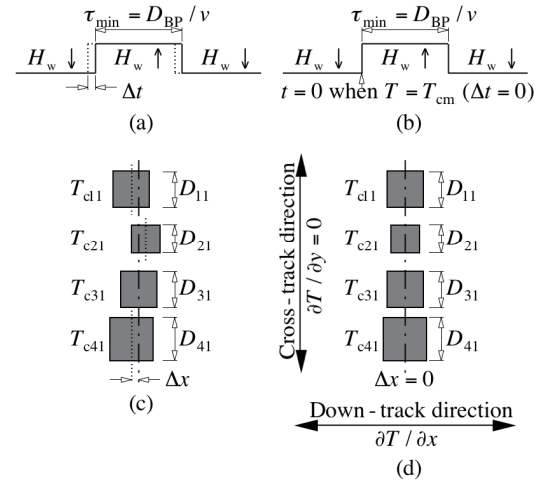 τmin = DBP / v
Hw ↓ Hw ↑ Hw ↓
Δt
(a)
τmin = DBP / v
Hw ↓ Hw ↑ Hw ↓
t = 0 when T = Tcm (Δt = 0)
(b)
Tc11 D11
Tc21 D21
Tc31 D31
Tc41 D41
Δx
(c)
Cross - track direction
∂T / ∂y = 0
Tc11 D11
Tc21 D21
Tc31 D31
Tc41 D41
Δx = 0
Down - track direction
∂T / ∂x
(d)